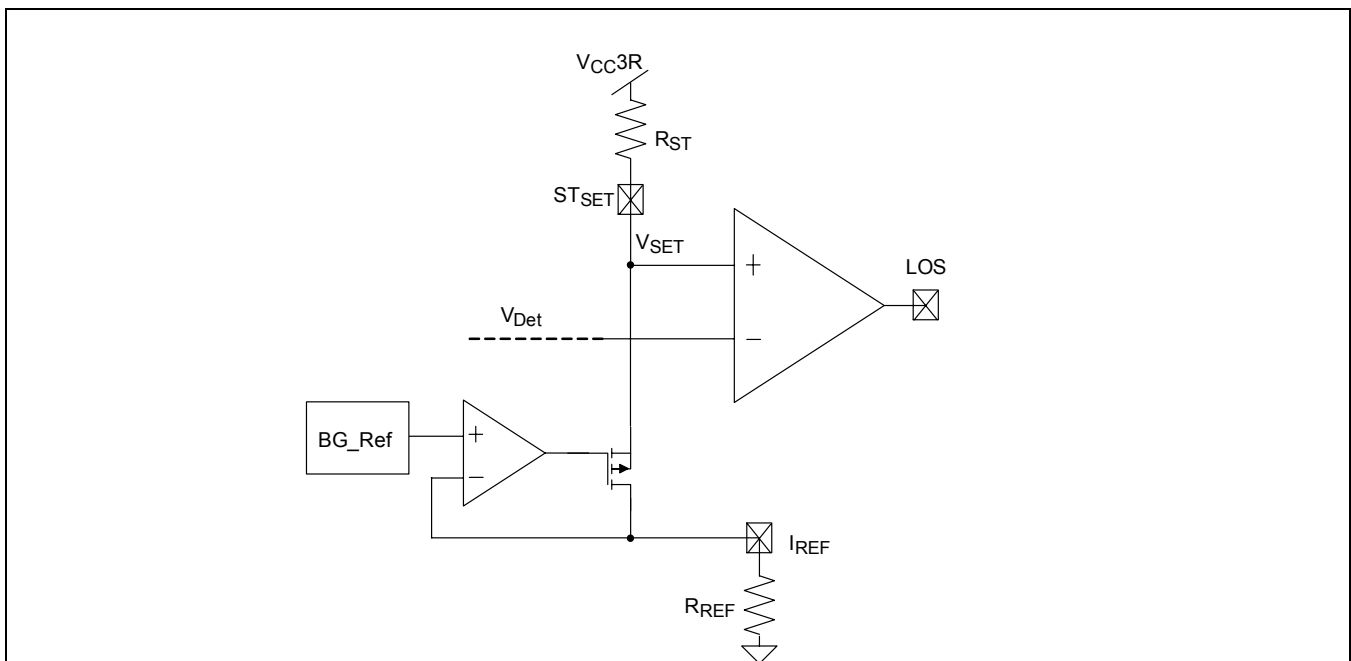 VCC3R
RST
STSET
VSET
LOS
+
VDet
−
BG_Ref
+
−
IREF
RREF